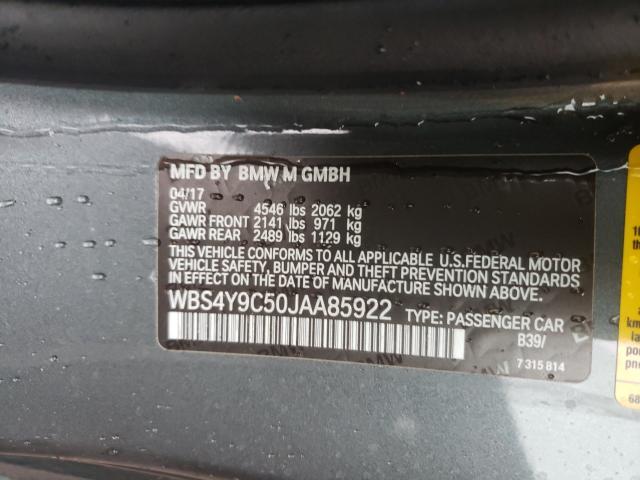 MFD BY BMW M GMBH
04/17
GVWR 4546 lbs 2062 kg
GAWR FRONT 2141 lbs 971 kg
GAWR REAR 2489 lbs 1129 kg
THIS VEHICLE CONFORMS TO ALL APPLICABLE U.S.FEDERAL MOTOR
VEHICLE SAFETY, BUMPER AND THEFT PREVENTION STANDARDS
IN EFFECT ON THE DATE OF MANUFACTURE SHOWN ABOVE.
WBS4Y9C50JAA85922 TYPE: PASSENGER CAR
B39/
7 315 814
68